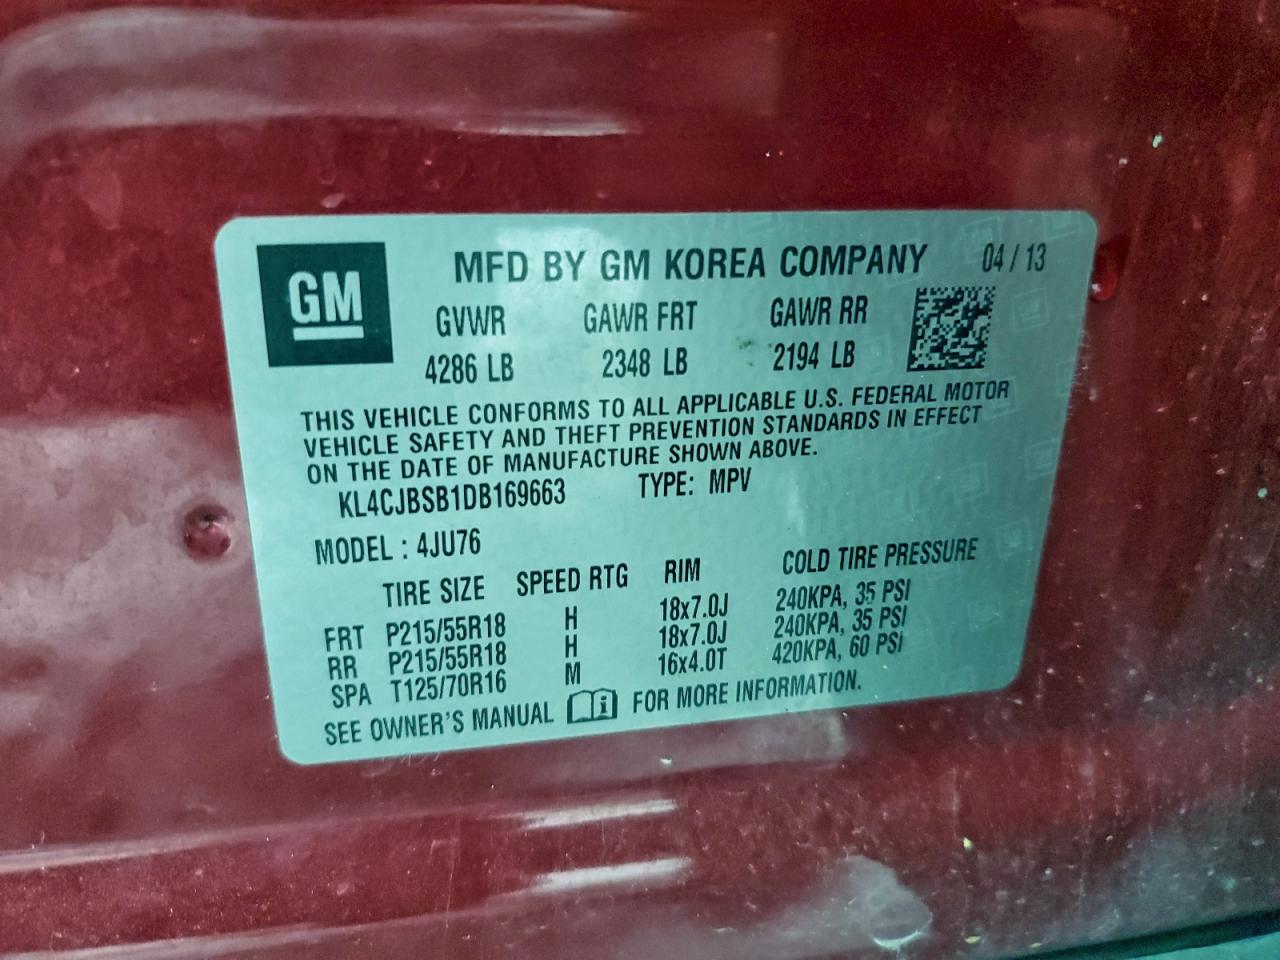 GM
MFD BY GM KOREA COMPANY 04 / 13
GVWR GAWR FRT GAWR RR
4286 LB 2348 LB 2194 LB
THIS VEHICLE CONFORMS TO ALL APPLICABLE U.S. FEDERAL MOTOR
VEHICLE SAFETY AND THEFT PREVENTION STANDARDS IN EFFECT
ON THE DATE OF MANUFACTURE SHOWN ABOVE.
KL4CJBSB1DB169663 TYPE: MPV
MODEL : 4JU76
TIRE SIZE SPEED RTG RIM COLD TIRE PRESSURE
FRT P215/55R18 H 18x7.0J 240KPA, 35 PSI
RR P215/55R18 H 18x7.0J 240KPA, 35 PSI
SPA T125/70R16 M 16x4.0T 420KPA, 60 PSI
SEE OWNER'S MANUAL i FOR MORE INFORMATION.